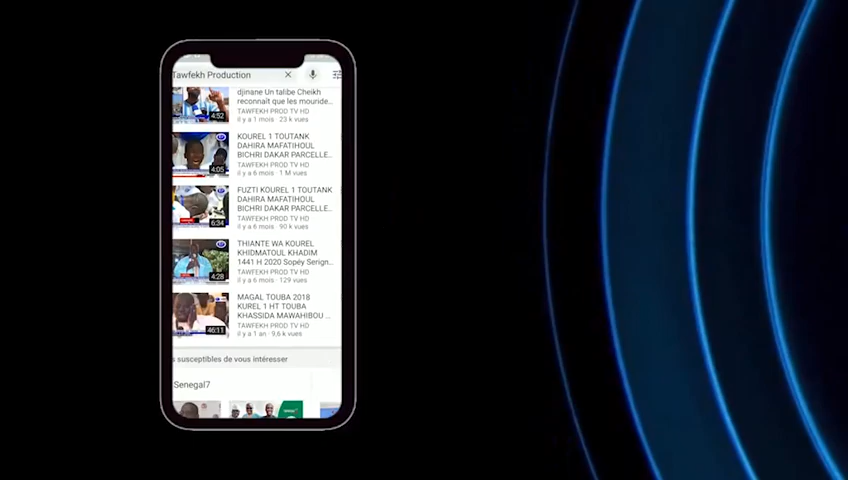 Tawfekh Production
djinane Un talibe Cheikh
reconnaît que les mouride...
TAWFEKH PROD TV HD
il y a 1 mois · 23 k vues
4:52
KOUREL 1 TOUTANK
DAHIRA MAFATIHOUL
BICHRI DAKAR PARCELLE...
TAWFEKH PROD TV HD
il y a 6 mois · 1 M vues
4:05
FUZTI KOUREL 1 TOUTANK
DAHIRA MAFATIHOUL
BICHRI DAKAR PARCELLE...
TAWFEKH PROD TV HD
il y a 6 mois · 90 k vues
6:34
THIANTE WA KOUREL
KHIDMATOUL KHADIM
1441 H 2020 Sopéy Serign...
TAWFEKH PROD TV HD
il y a 6 mois · 129 vues
4:28
MAGAL TOUBA 2018
KUREL 1 HT TOUBA
KHASSIDA MAWAHIBOU ...
TAWFEKH PROD TV HD
il y a 1 an · 9,6 k vues
46:11
s susceptibles de vous intéresser
Senegal7